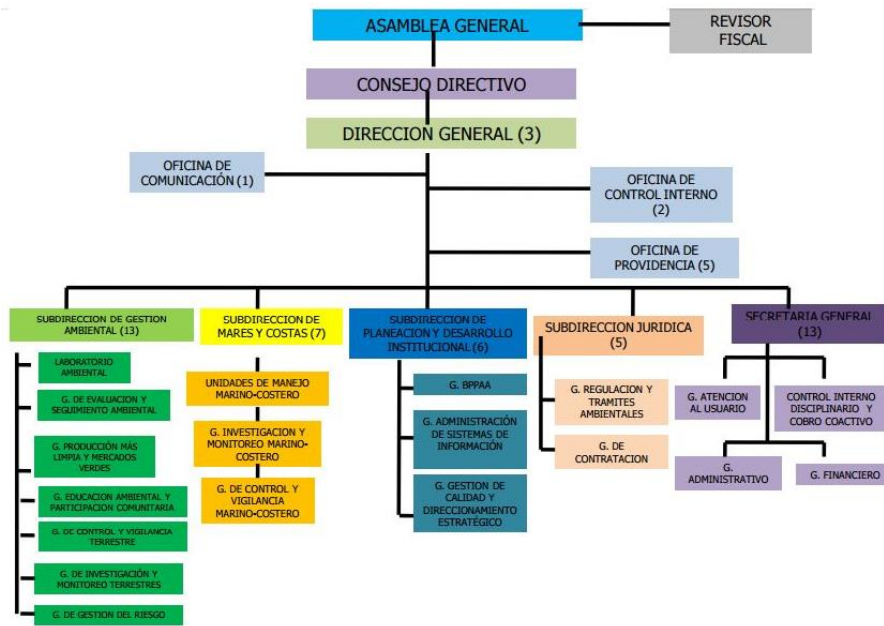 ASAMBLEA GENERAL
REVISOR
FISCAL
CONSEJO DIRECTIVO
DIRECCION GENERAL (3)
OFICINA DE
COMUNICACIÓN (1)
OFICINA DE
CONTROL INTERNO
(2)
OFICINA DE
PROVIDENCIA (5)
SUBDIRECCION DE GESTION
AMBIENTAL (13)
LABORATORIO
AMBIENTAL
G. DE EVALUACION Y
SEGUIMIENTO AMBIENTAL
G. PRODUCCIÓN MÁS
LIMPIA Y MERCADOS
VERDES
G. EDUCACION AMBIENTAL Y
PARTICIPACION COMUNITARIA
G. DE CONTROL Y VIGILANCIA
TERRESTRE
G. DE INVESTIGACIÓN Y
MONITOREO TERRESTRES
G. DE GESTION DEL RIESGO
SUBDIRECCION DE
MARES Y COSTAS (7)
UNIDADES DE MANEJO
MARINO-COSTERO
G. INVESTIGACION Y
MONITOREO MARINO-
COSTERO
G. DE CONTROL Y
VIGILANCIA
MARINO-COSTERO
SUBDIRECCION DE
PLANEACION Y DESARROLLO
INSTITUCIONAL (6)
G. BPPAA
G. ADMINISTRACIÓN
DE SISTEMAS DE
INFORMACIÓN
G. GESTION DE
CALIDAD Y
DIRECCIONAMIENTO
ESTRATÉGICO
SUBDIRECCION JURIDICA
(5)
G. REGULACION Y
TRAMITES
AMBIENTALES
G. DE
CONTRATACION
SECRETARIA GENERAL
(13)
G. ATENCION
AL USUARIO
CONTROL INTERNO
DISCIPLINARIO Y
COBRO COACTIVO
G.
ADMINISTRATIVO
G. FINANCIERO